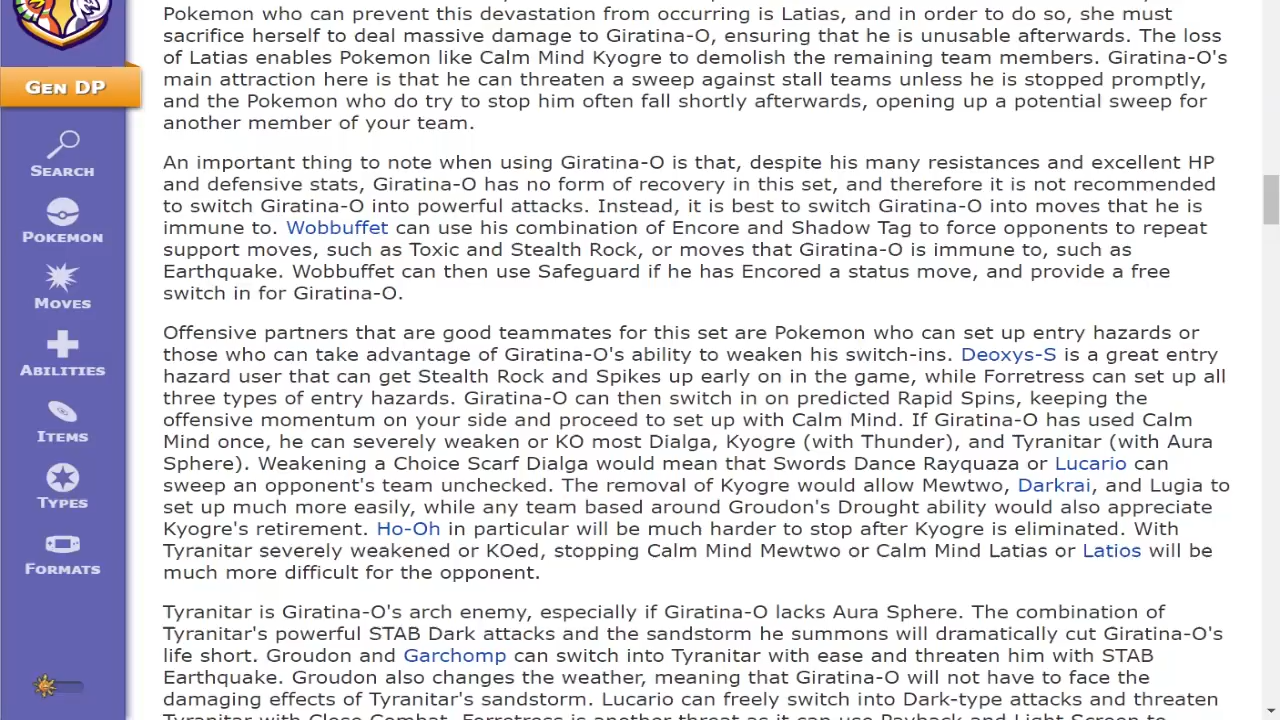 Pokemon who can prevent this devastation from occurring is Latias, and in order to do so, she must
sacrifice herself to deal massive damage to Giratina-O, ensuring that he is unusable afterwards. The loss
of Latias enables Pokemon like Calm Mind Kyogre to demolish the remaining team members. Giratina-O's
main attraction here is that he can threaten a sweep against stall teams unless he is stopped promptly,
and the Pokemon who do try to stop him often fall shortly afterwards, opening up a potential sweep for
another member of your team.
An important thing to note when using Giratina-O is that, despite his many resistances and excellent HP
and defensive stats, Giratina-O has no form of recovery in this set, and therefore it is not recommended
to switch Giratina-O into powerful attacks. Instead, it is best to switch Giratina-O into moves that he is
immune to. Wobbuffet can use his combination of Encore and Shadow Tag to force opponents to repeat
support moves, such as Toxic and Stealth Rock, or moves that Giratina-O is immune to, such as
Earthquake. Wobbuffet can then use Safeguard if he has Encored a status move, and provide a free
switch in for Giratina-O.
Offensive partners that are good teammates for this set are Pokemon who can set up entry hazards or
those who can take advantage of Giratina-O's ability to weaken his switch-ins. Deoxys-S is a great entry
hazard user that can get Stealth Rock and Spikes up early on in the game, while Forretress can set up all
three types of entry hazards. Giratina-O can then switch in on predicted Rapid Spins, keeping the
offensive momentum on your side and proceed to set up with Calm Mind. If Giratina-O has used Calm
Mind once, he can severely weaken or KO most Dialga, Kyogre (with Thunder), and Tyranitar (with Aura
Sphere). Weakening a Choice Scarf Dialga would mean that Swords Dance Rayquaza or Lucario can
sweep an opponent's team unchecked. The removal of Kyogre would allow Mewtwo, Darkrai, and Lugia to
set up much more easily, while any team based around Groudon's Drought ability would also appreciate
Kyogre's retirement. Ho-Oh in particular will be much harder to stop after Kyogre is eliminated. With
Tyranitar severely weakened or KOed, stopping Calm Mind Mewtwo or Calm Mind Latias or Latios will be
much more difficult for the opponent.
Tyranitar is Giratina-O's arch enemy, especially if Giratina-O lacks Aura Sphere. The combination of
Tyranitar's powerful STAB Dark attacks and the sandstorm he summons will dramatically cut Giratina-O's
life short. Groudon and Garchomp can switch into Tyranitar with ease and threaten him with STAB
Earthquake. Groudon also changes the weather, meaning that Giratina-O will not have to face the
damaging effects of Tyranitar's sandstorm. Lucario can freely switch into Dark-type attacks and threaten
Tyranitar with Close Combat. Forretress is another threat as it can use Payback and Light Screen to
GEN DP
SEARCH
POKEMON
MOVES
ABILITIES
ITEMS
TYPES
FORMATS